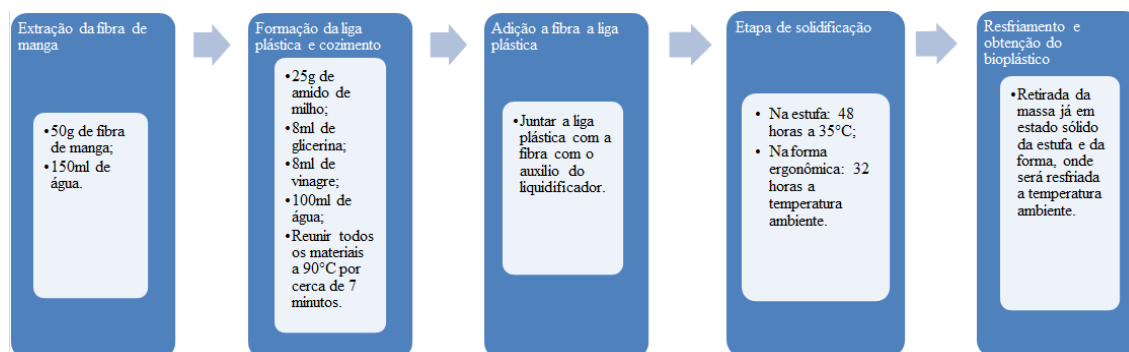 Extração da fibra de
manga
•50g de fibra
de manga;
•150ml de
água.
Formação da liga
plástica e cozimento
•25g de
amido de
milho;
•8ml de
glicerina;
•8ml de
vinagre;
•100ml de
água;
•Reunir todos
os materiais
a 90°C por
cerca de 7
minutos.
Adição a fibra a liga
plástica
•Juntar a liga
plástica com a
fibra com o
auxilio do
liquidificador.
Etapa de solidificação
• Na estufa: 48
horas a 35°C;
• Na forma
ergonômica: 32
horas a
temperatura
ambiente.
Resfriamento e
obtenção do
bioplástico
•Retirada da
massa já em
estado sólido
da estufa e da
forma, onde
será resfriada
a temperatura
ambiente.